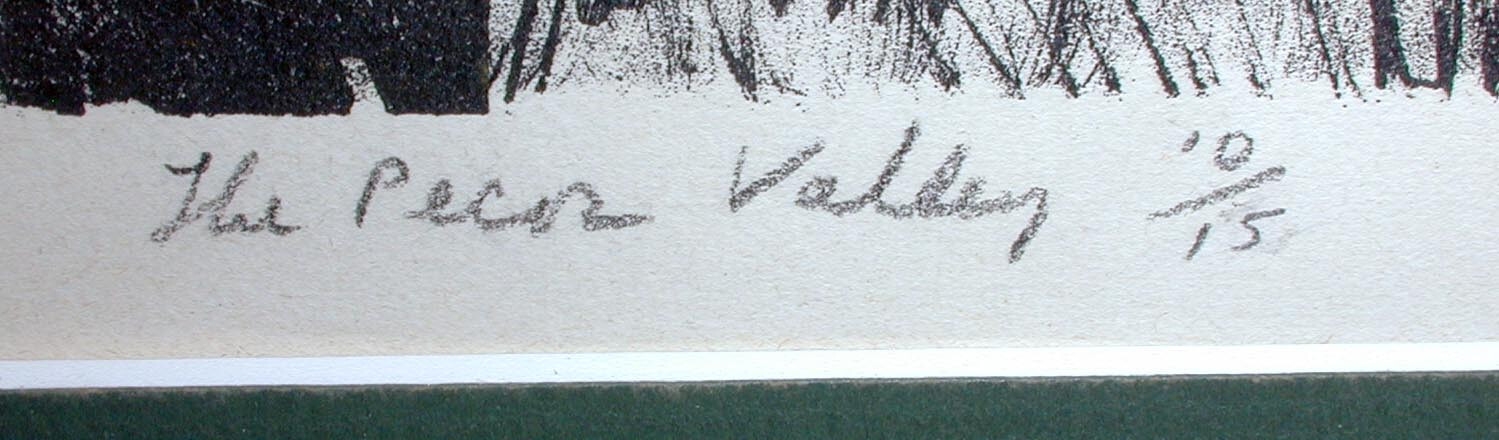 The Pecos Valley 10/15